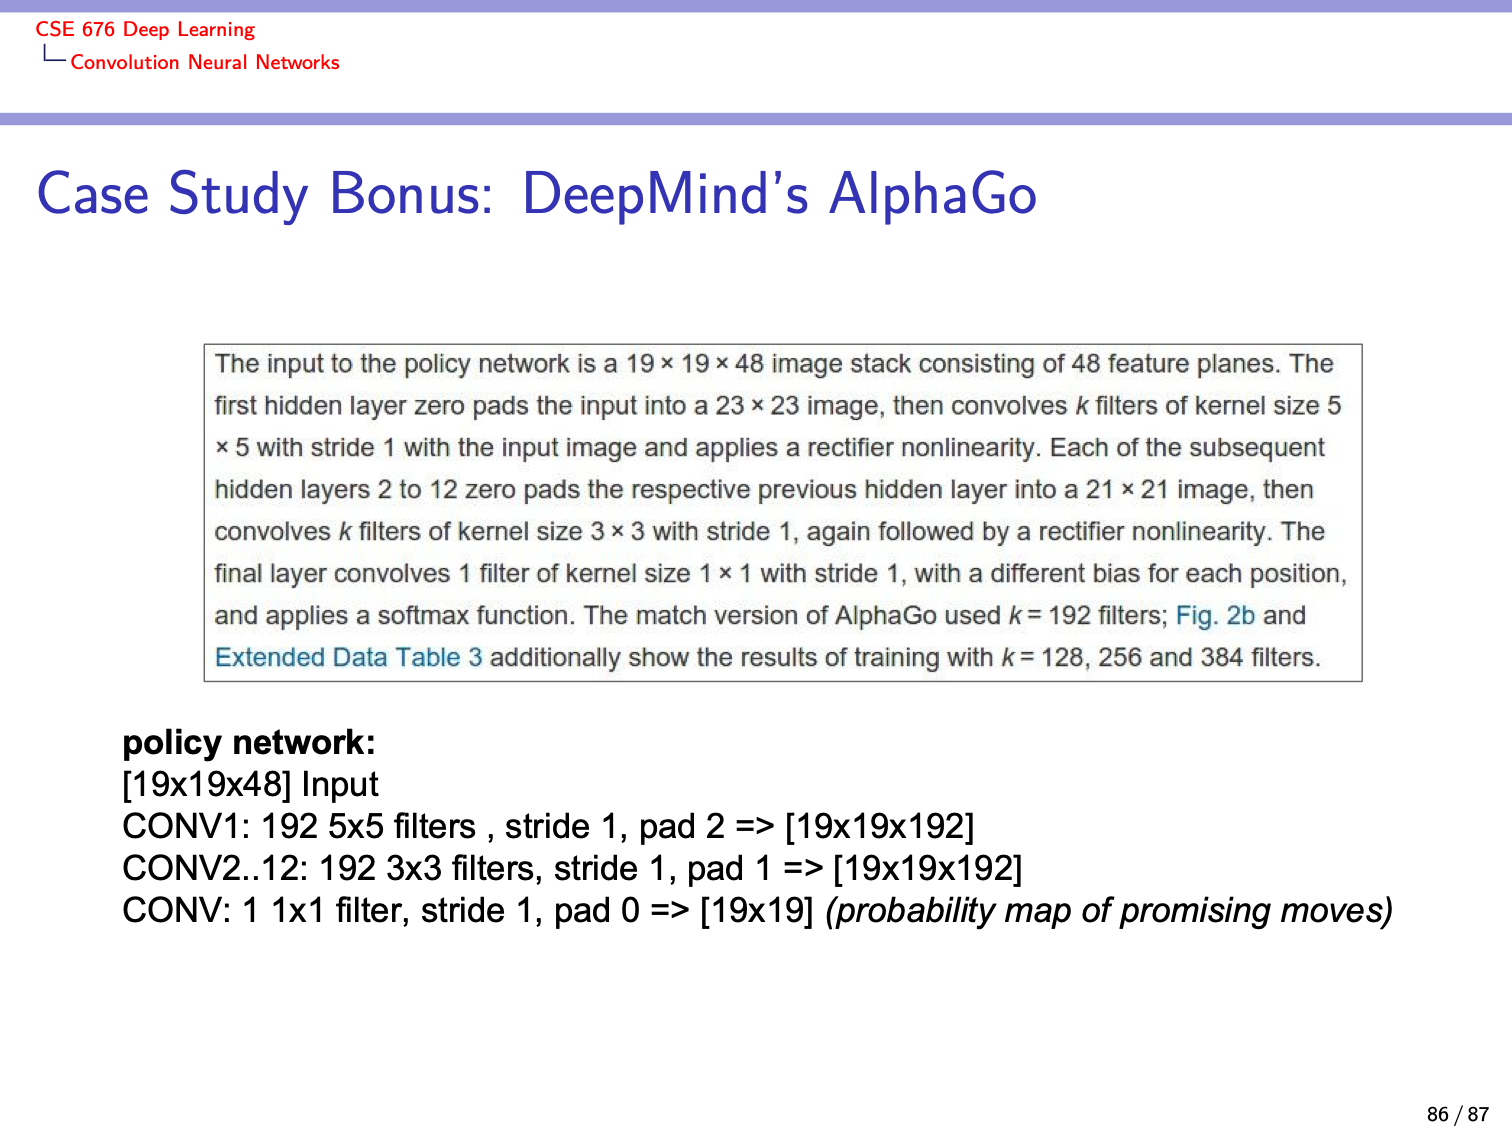 CSE 676 Deep Learning
Convolution Neural Networks
Case Study Bonus: DeepMind's AlphaGo
The input to the policy network is a 19 × 19 × 48 image stack consisting of 48 feature planes. The
first hidden layer zero pads the input into a 23 × 23 image, then convolves k filters of kernel size 5
× 5 with stride 1 with the input image and applies a rectifier nonlinearity. Each of the subsequent
hidden layers 2 to 12 zero pads the respective previous hidden layer into a 21 × 21 image, then
convolves k filters of kernel size 3 × 3 with stride 1, again followed by a rectifier nonlinearity. The
final layer convolves 1 filter of kernel size 1 × 1 with stride 1, with a different bias for each position,
and applies a softmax function. The match version of AlphaGo used k = 192 filters; Fig. 2b and
Extended Data Table 3 additionally show the results of training with k = 128, 256 and 384 filters.
policy network:
[19x19x48] Input
CONV1: 192 5x5 filters , stride 1, pad 2 => [19x19x192]
CONV2..12: 192 3x3 filters, stride 1, pad 1 => [19x19x192]
CONV: 1 1x1 filter, stride 1, pad 0 => [19x19] (probability map of promising moves)
86 / 87